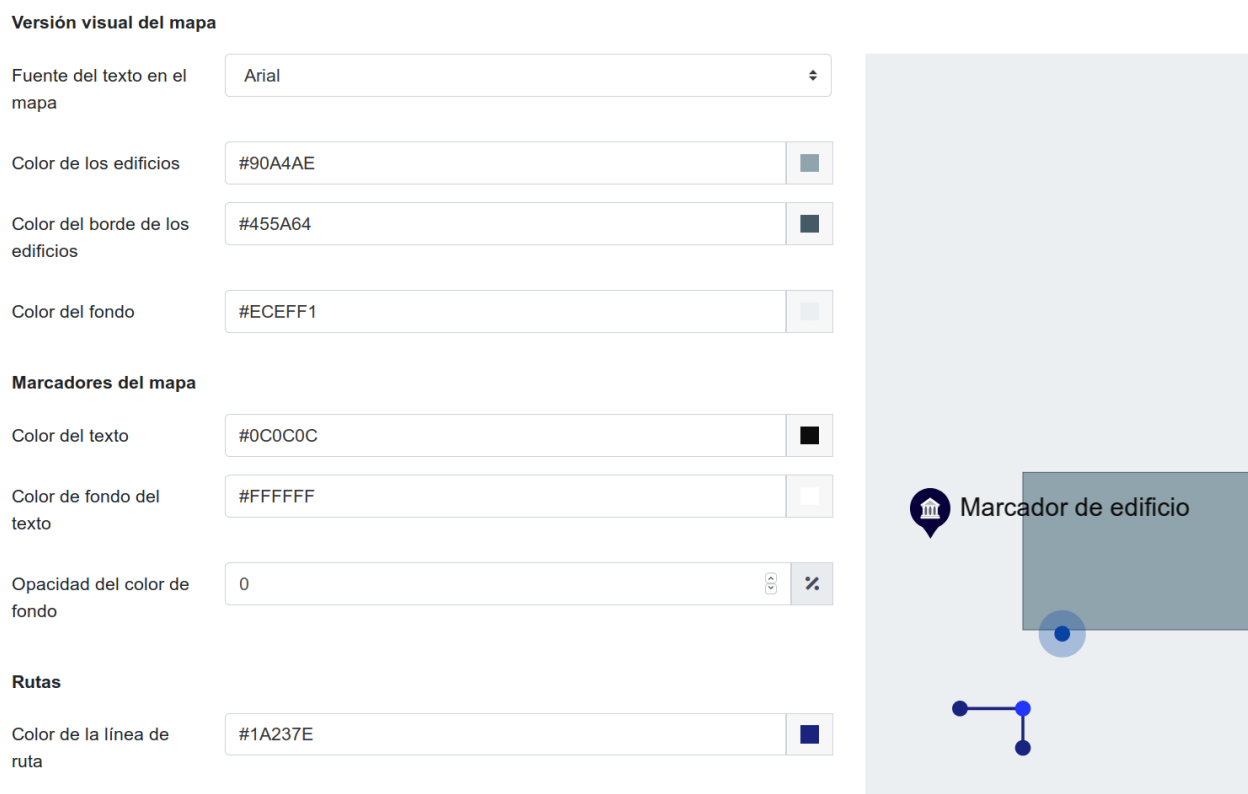 Versión visual del mapa
Fuente del texto en el
mapa
Arial
Color de los edificios
#90A4AE
Color del borde de los
edificios
#455A64
Color del fondo
#ECEFF1
Marcadores del mapa
Color del texto
#0C0C0C
Color de fondo del
texto
#FFFFFF
Marcador de edificio
Opacidad del color de
fondo
0
%
Rutas
Color de la línea de
ruta
#1A237E